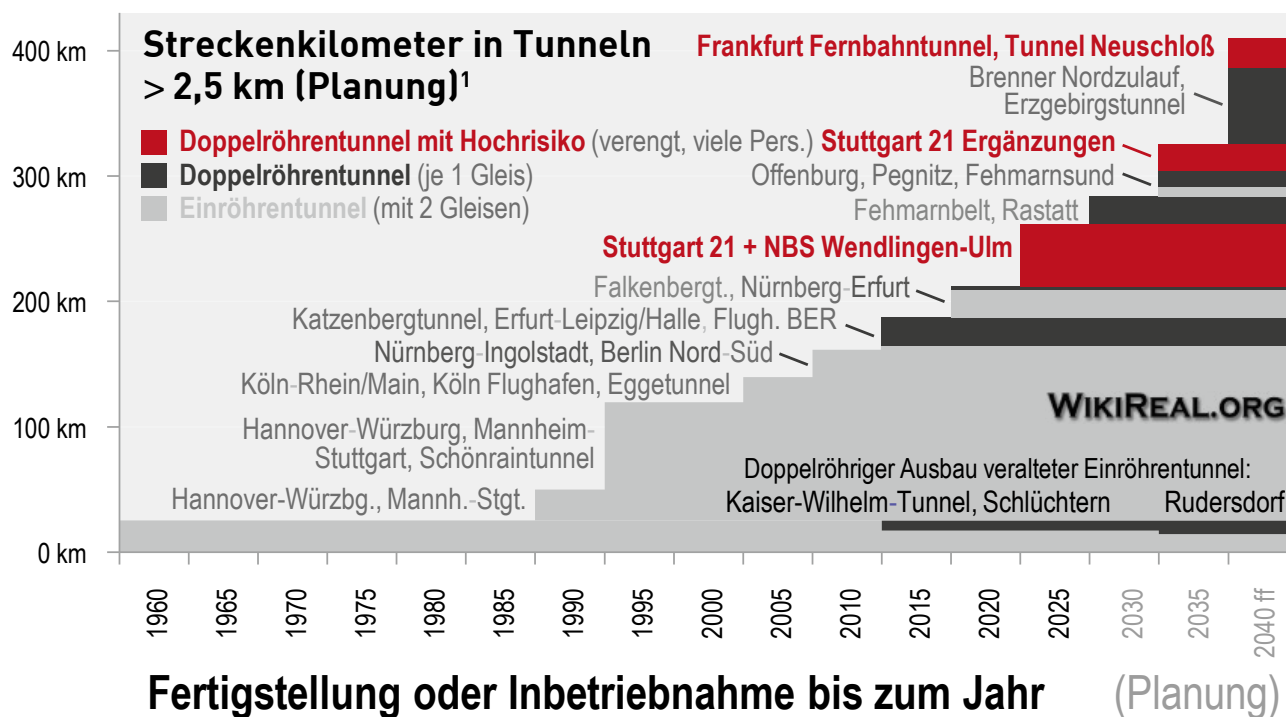 400 km
300 km
200 km
100 km
0 km
Streckenkilometer in Tunneln
> 2,5 km (Planung)¹
Doppelröhrentunnel mit Hochrisiko (verengt, viele Pers.)
Doppelröhrentunnel (je 1 Gleis)
Einröhrentunnel (mit 2 Gleisen)
Frankfurt Fernbahntunnel, Tunnel Neuschloß
Brenner Nordzulauf,
Erzgebirgstunnel
Stuttgart 21 Ergänzungen
Offenburg, Pegnitz, Fehmarnsund
Fehmarnbelt, Rastatt
Stuttgart 21 + NBS Wendlingen-Ulm
Falkenbergt., Nürnberg-Erfurt
Katzenbergtunnel, Erfurt-Leipzig/Halle, Flugh. BER
Nürnberg-Ingolstadt, Berlin Nord-Süd
Köln-Rhein/Main, Köln Flughafen, Eggetunnel
Hannover-Würzburg, Mannheim-
Stuttgart, Schönraintunnel
Hannover-Würzbg., Mannh.-Stgt.
WIKIREAL.ORG
Doppelröhriger Ausbau veralteter Einröhrentunnel:
Kaiser-Wilhelm-Tunnel, Schlüchtern Rudersdorf
1960
1965
1970
1975
1980
1985
1990
1995
2000
2005
2010
2015
2020
2025
2030
2035
2040 ff
Fertigstellung oder Inbetriebnahme bis zum Jahr (Planung)